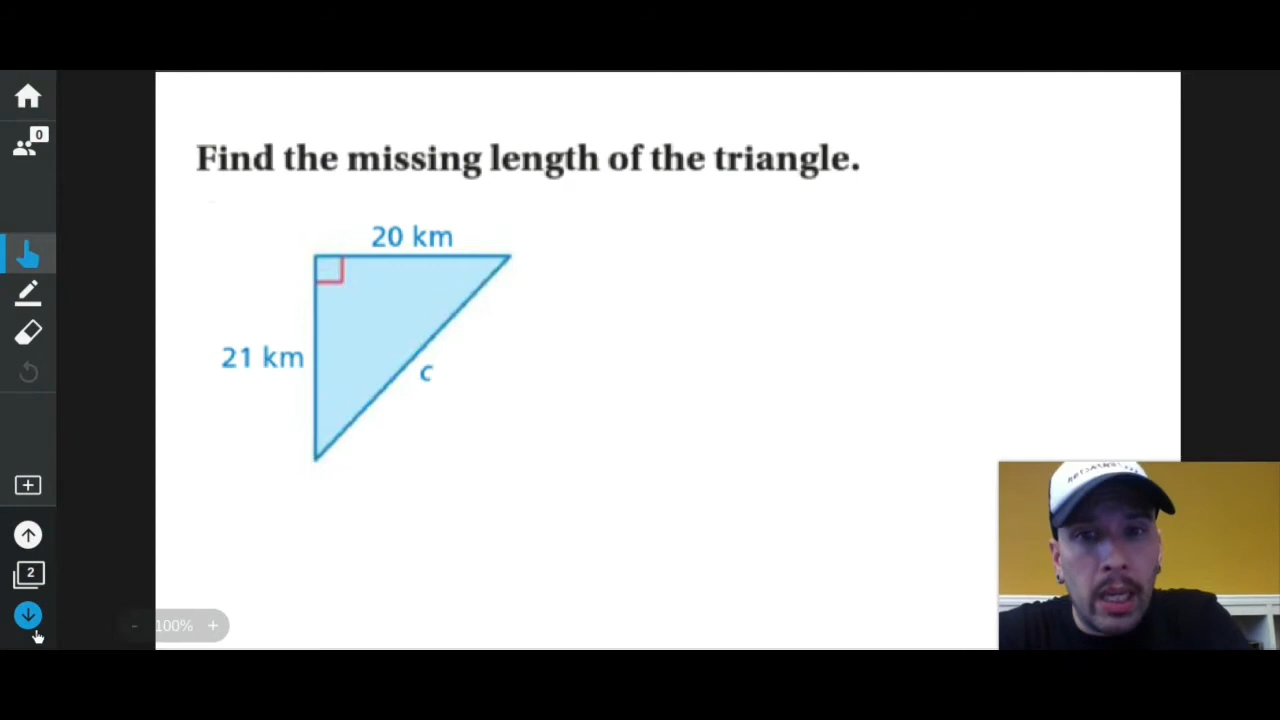 0
Find the missing length of the triangle.
20 km
21 km
c
2
- 100% +